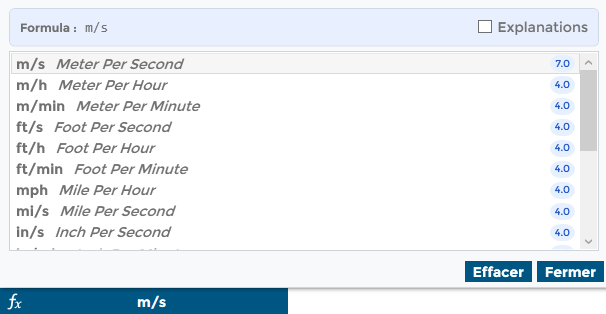 Formula : m/s Explanations
m/s Meter Per Second 7.0
m/h Meter Per Hour 4.0
m/min Meter Per Minute 4.0
ft/s Foot Per Second 4.0
ft/h Foot Per Hour 4.0
ft/min Foot Per Minute 4.0
mph Mile Per Hour 4.0
mi/s Mile Per Second 4.0
in/s Inch Per Second 4.0
Effacer Fermer
fx m/s